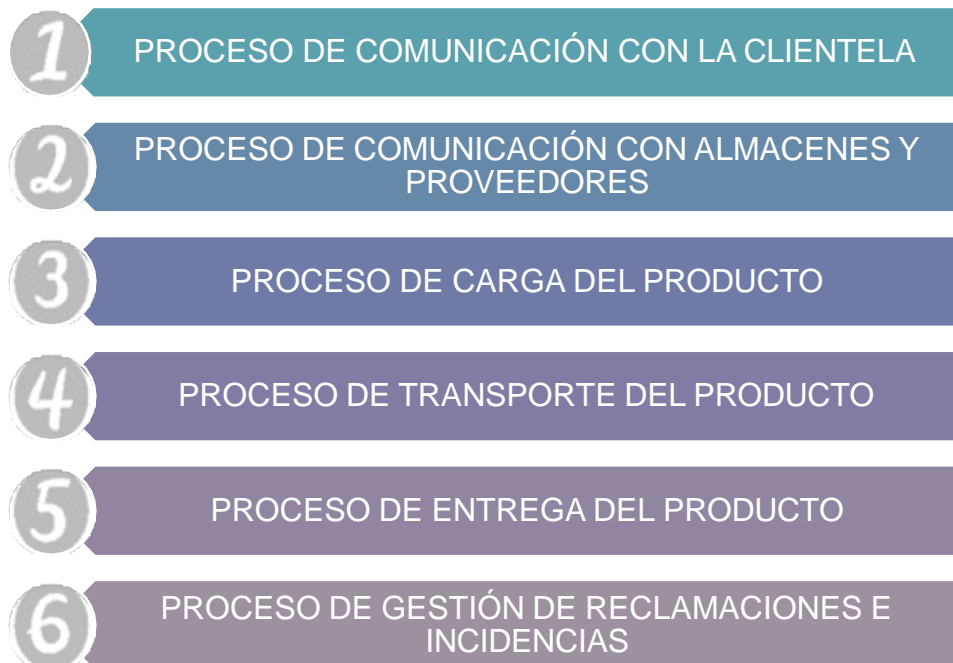 1
PROCESO DE COMUNICACIÓN CON LA CLIENTELA
2
PROCESO DE COMUNICACIÓN CON ALMACENES Y
PROVEEDORES
3
PROCESO DE CARGA DEL PRODUCTO
4
PROCESO DE TRANSPORTE DEL PRODUCTO
5
PROCESO DE ENTREGA DEL PRODUCTO
6
PROCESO DE GESTIÓN DE RECLAMACIONES E
INCIDENCIAS